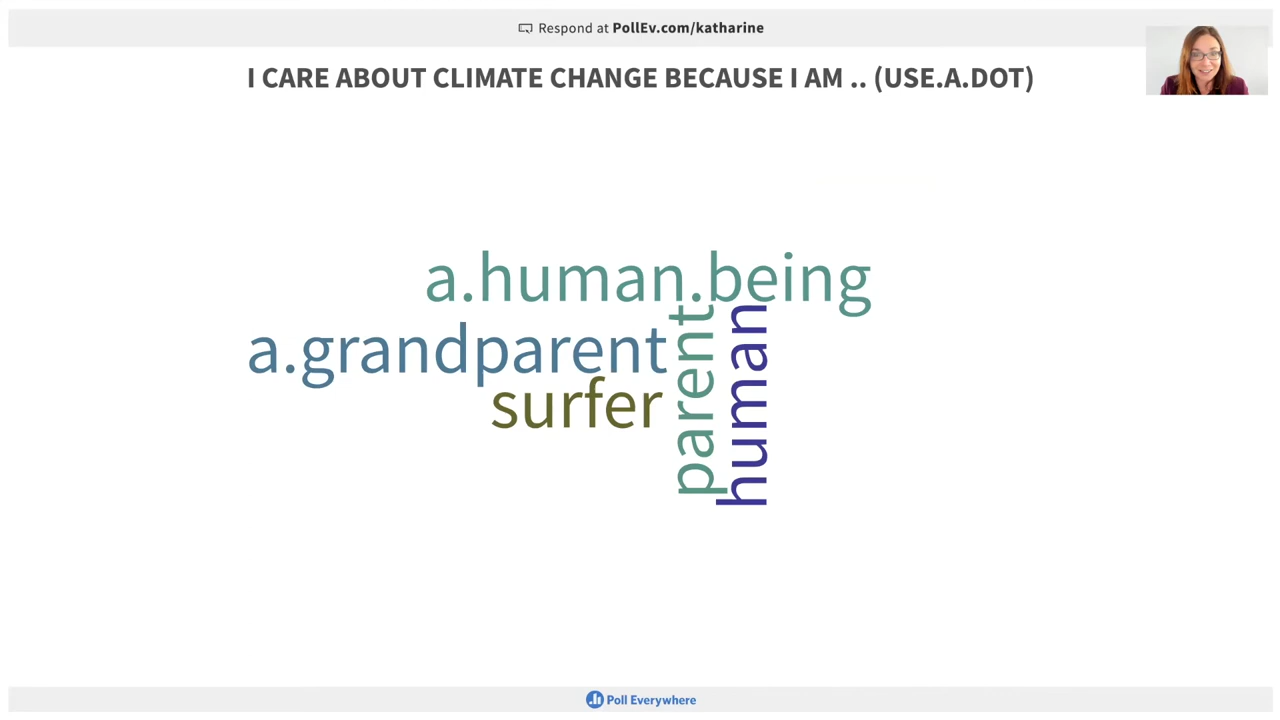 Respond at PollEv.com/katharine
I CARE ABOUT CLIMATE CHANGE BECAUSE I AM .. (USE.A.DOT)
a.human.being
a.grandparent
surfer
parent
human
Poll Everywhere